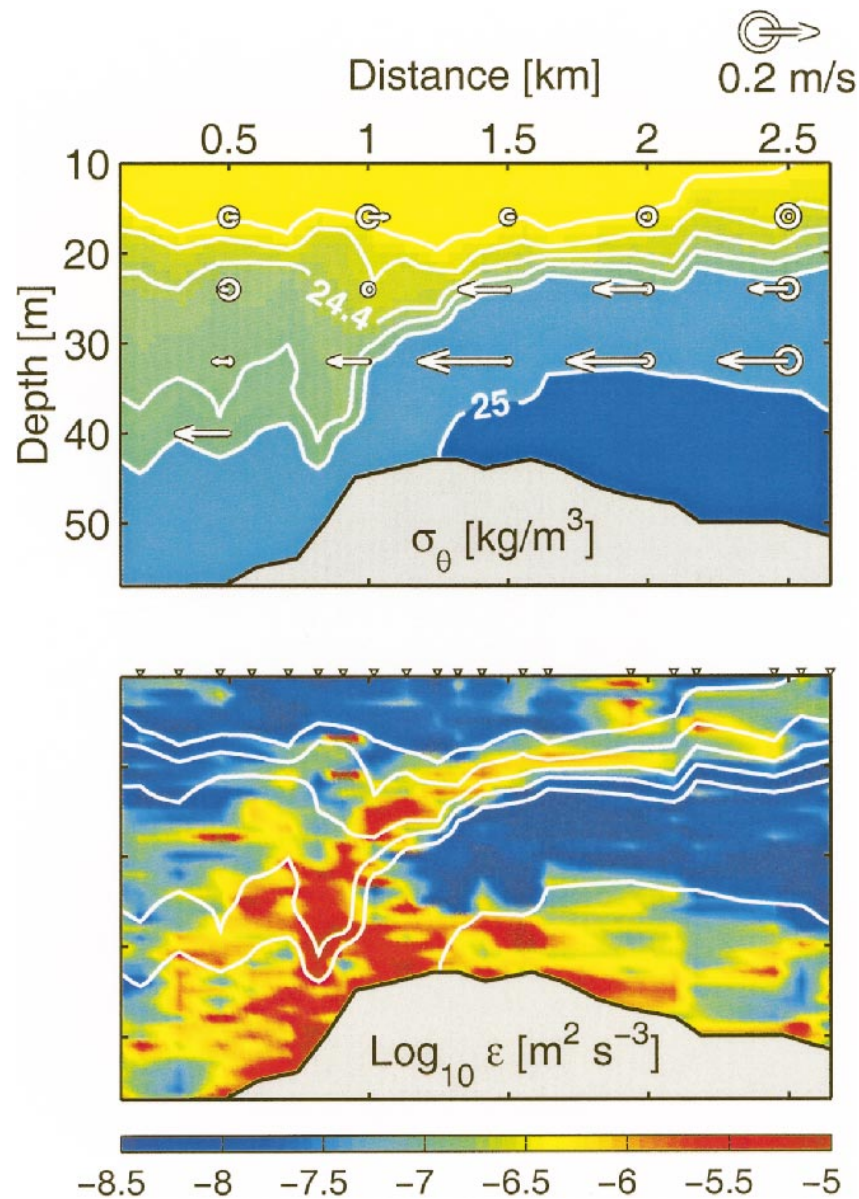 0.2 m/s
Distance [km]
0.5 1 1.5 2 2.5
10
20
30
40
50
Depth [m]
24.4
25
σθ [kg/m³]
Log₁₀ ε [m² s⁻³]
−8.5 −8 −7.5 −7 −6.5 −6 −5.5 −5